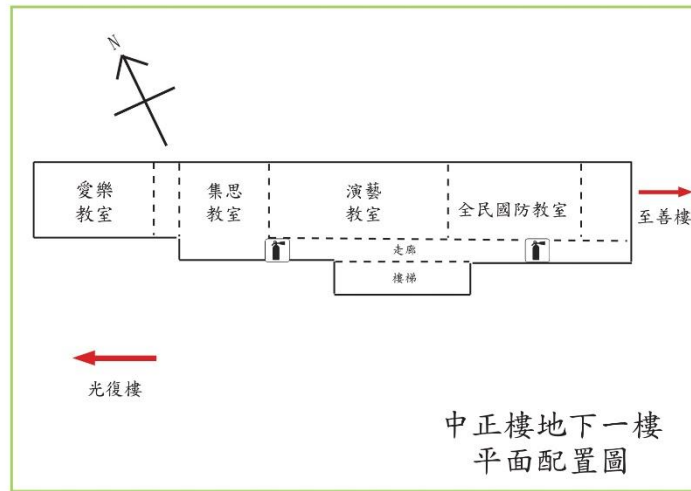 N
愛樂
教室
集思
教室
演藝
教室
全民國防教室
至善樓
走廊
樓梯
光復樓
中正樓地下一樓
平面配置圖